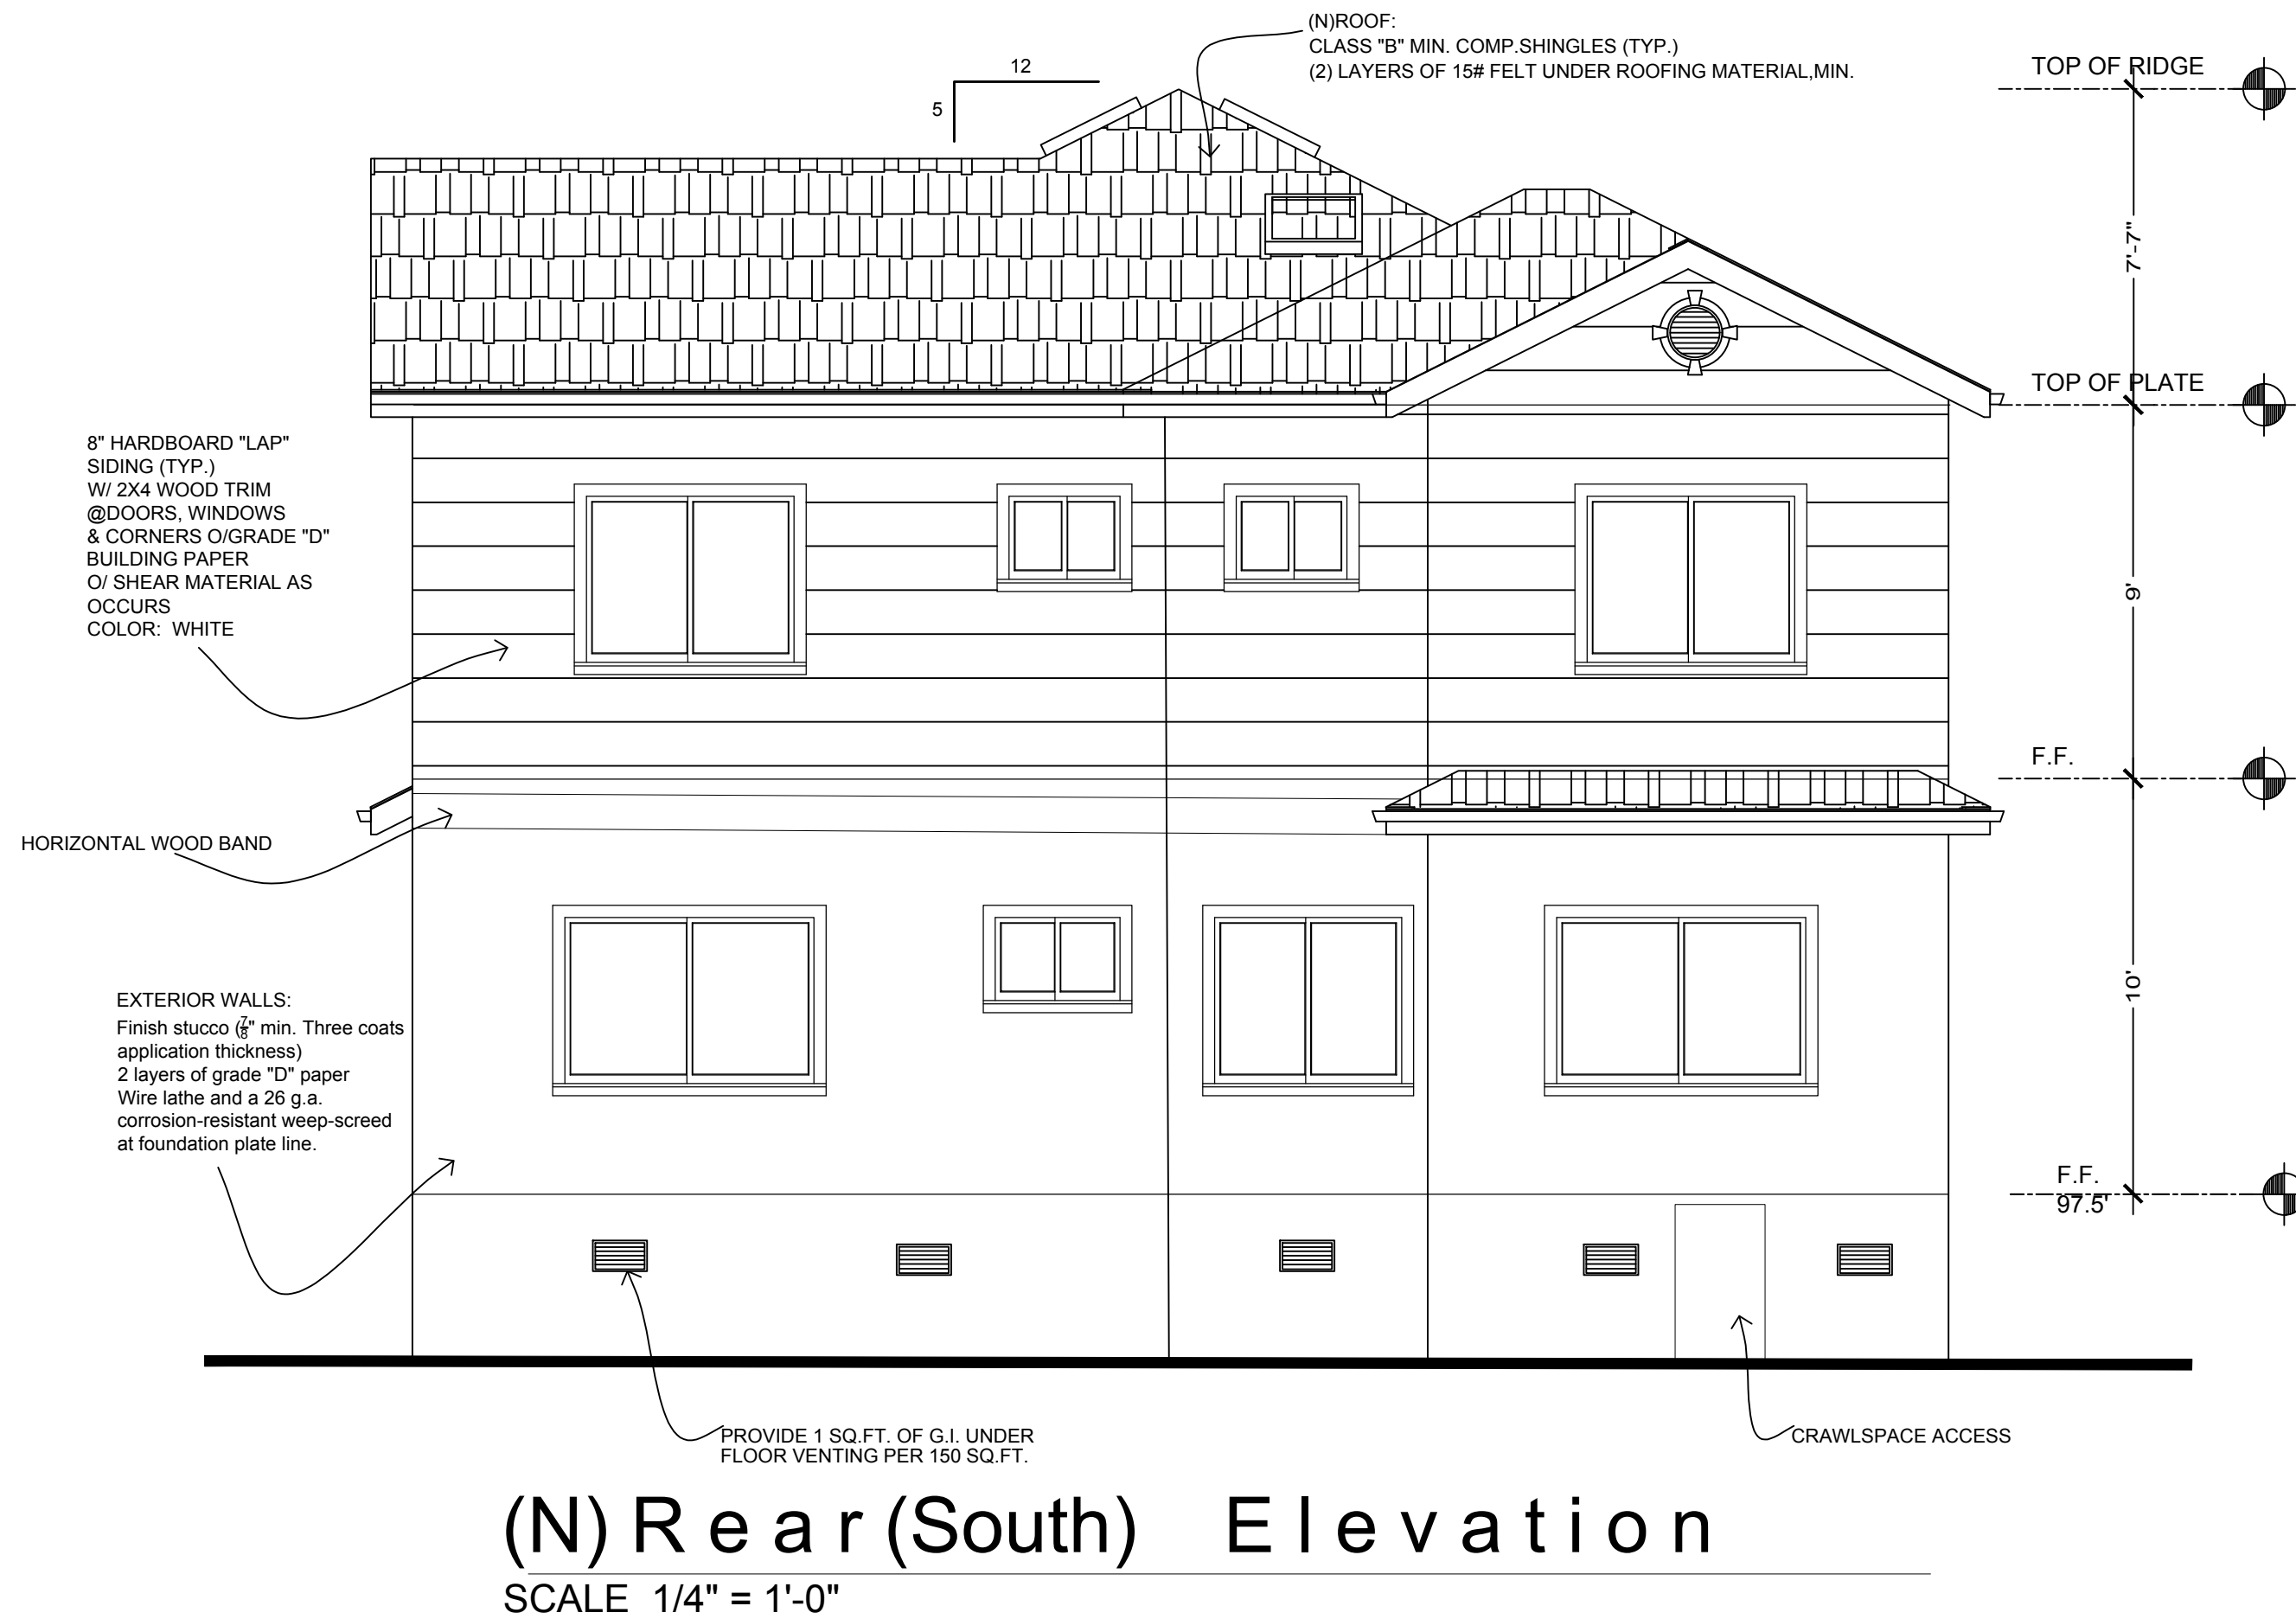 (N)ROOF:
CLASS "B" MIN. COMP.SHINGLES (TYP.)
(2) LAYERS OF 15# FELT UNDER ROOFING MATERIAL,MIN.
12
5
TOP OF RIDGE
7'-7"
TOP OF PLATE
9'
F.F.
10'
F.F.
97.5'
8" HARDBOARD "LAP"
SIDING (TYP.)
W/ 2X4 WOOD TRIM
@DOORS, WINDOWS
& CORNERS O/GRADE "D"
BUILDING PAPER
O/ SHEAR MATERIAL AS
OCCURS
COLOR: WHITE
HORIZONTAL WOOD BAND
EXTERIOR WALLS:
Finish stucco (7/8" min. Three coats
application thickness)
2 layers of grade "D" paper
Wire lathe and a 26 g.a.
corrosion-resistant weep-screed
at foundation plate line.
PROVIDE 1 SQ.FT. OF G.I. UNDER
FLOOR VENTING PER 150 SQ.FT.
CRAWLSPACE ACCESS
(N) Rear (South) Elevation
SCALE 1/4" = 1'-0"